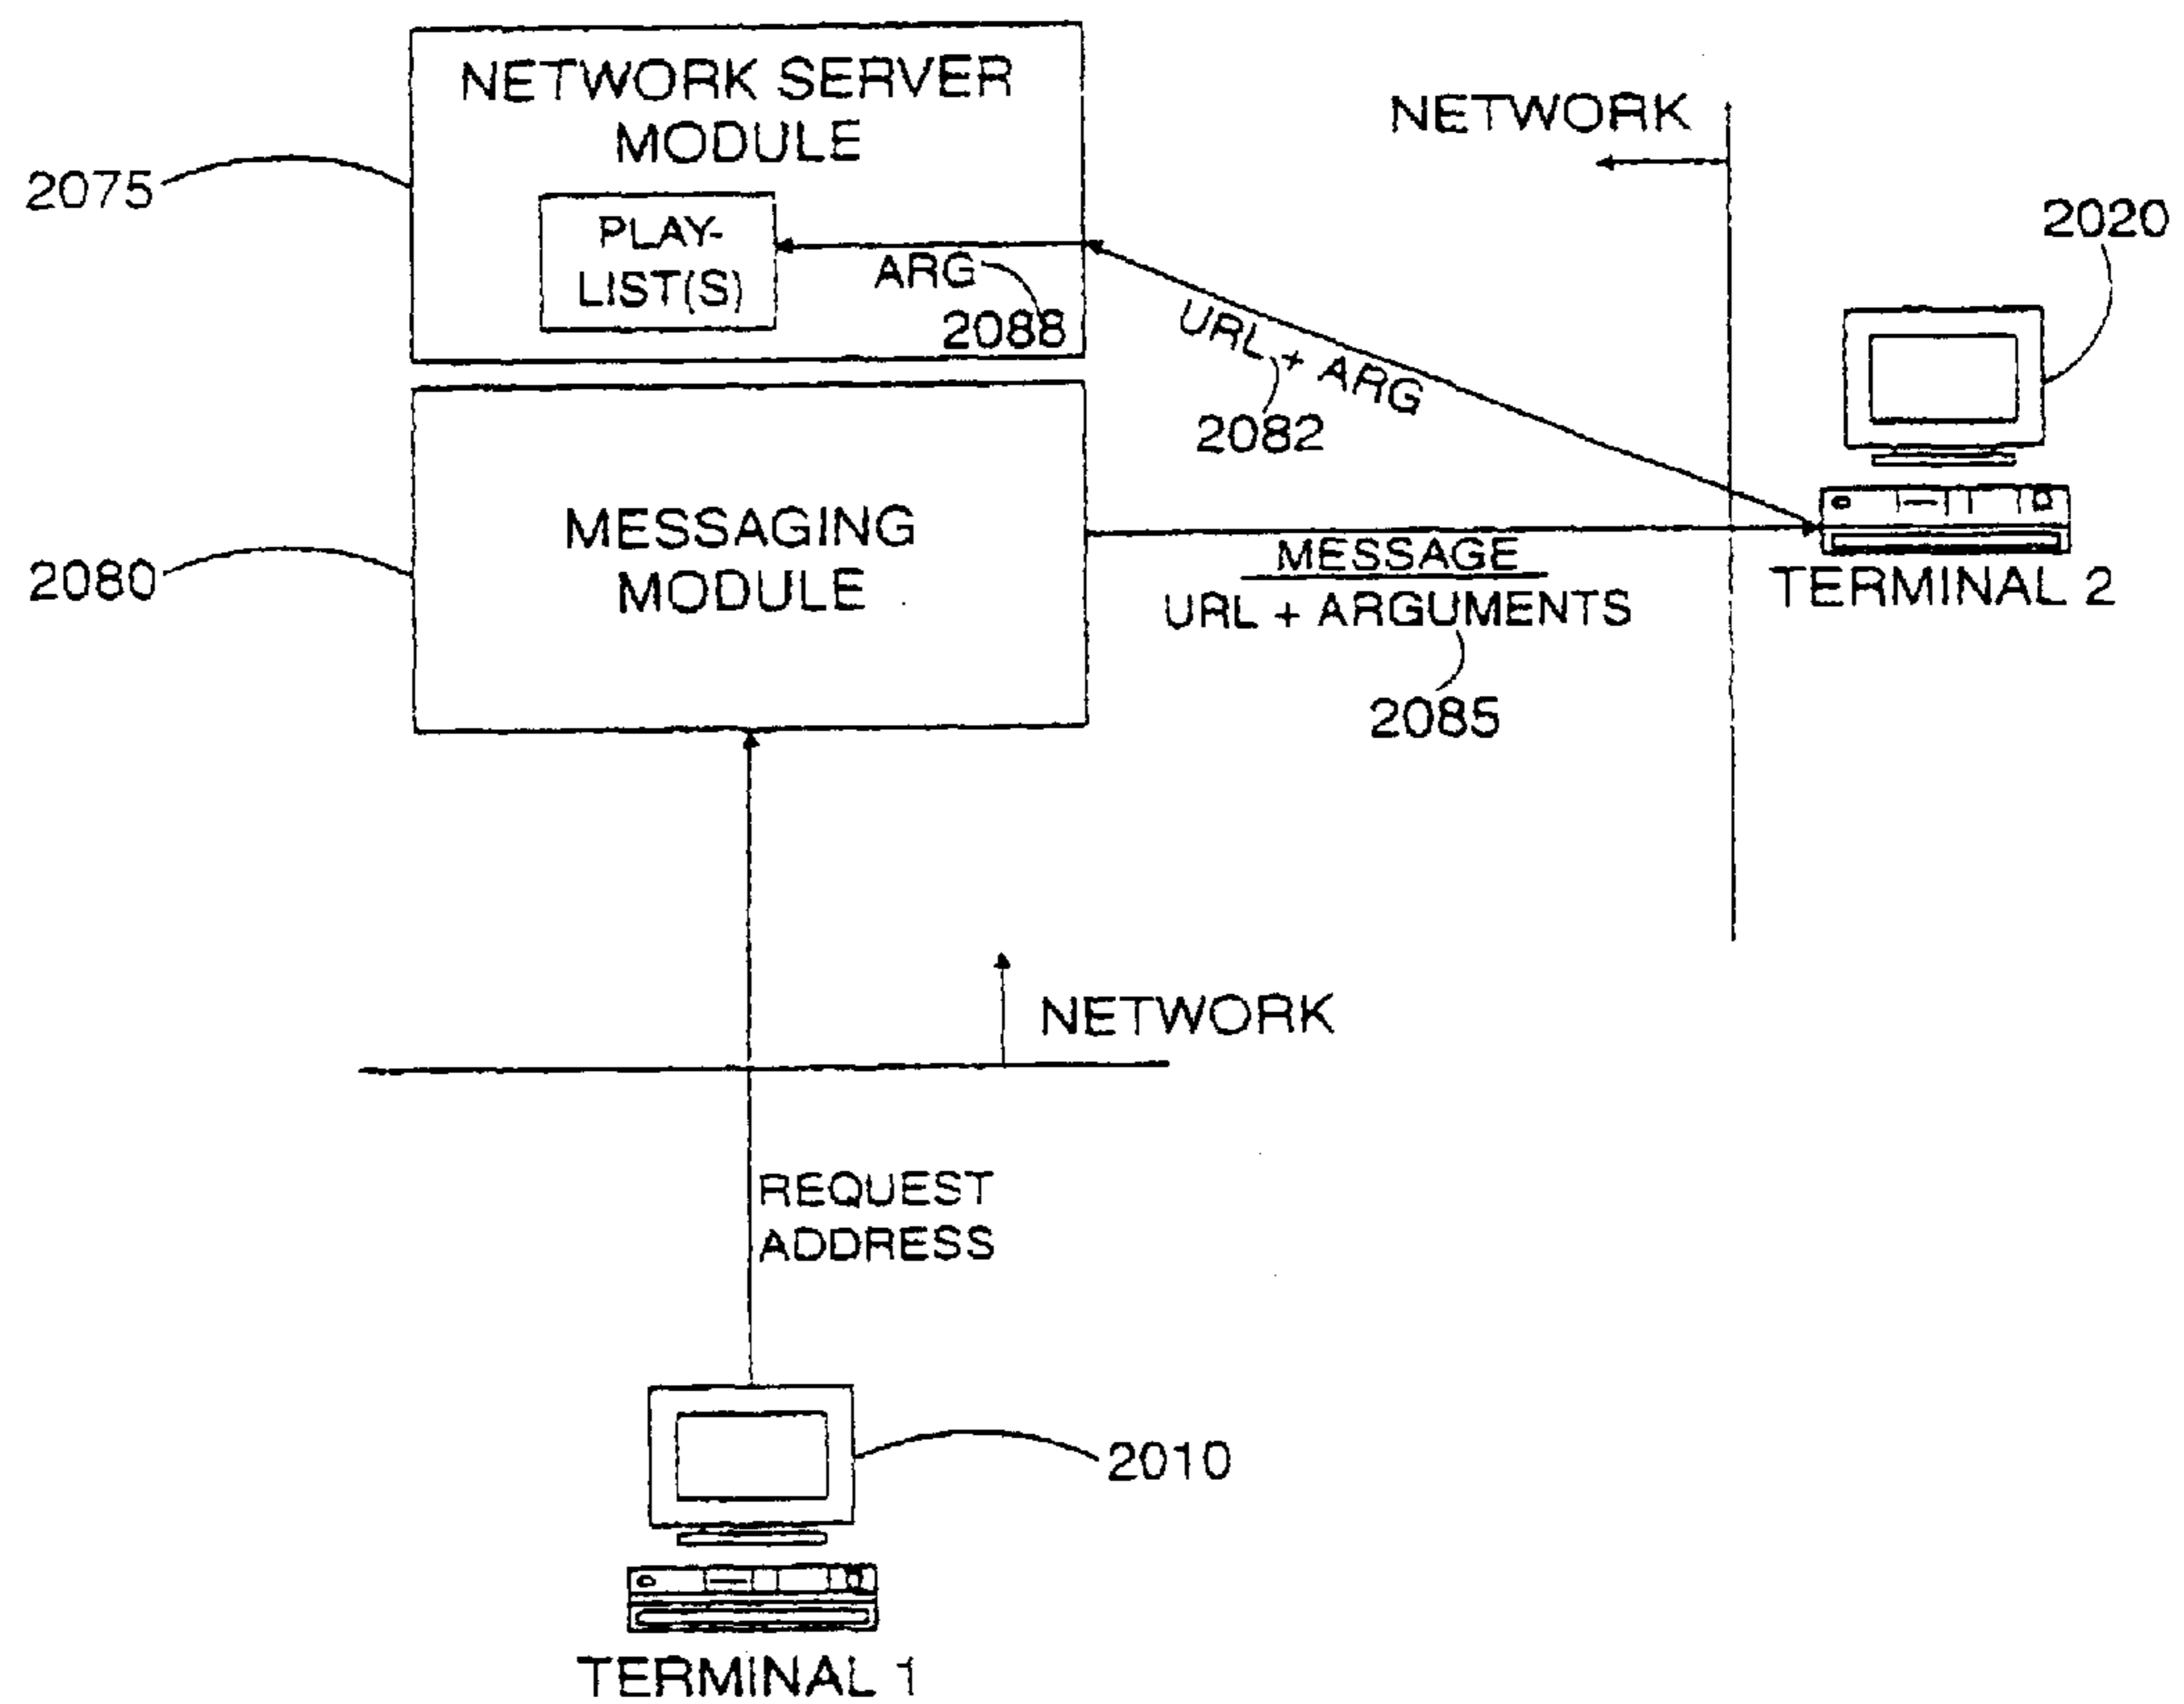 NETWORK SERVER
MODULE
2075
PLAY-
LIST(S)
ARG
2088
NETWORK
2020
URL + ARG
2082
MESSAGING
MODULE
2080
MESSAGE
URL + ARGUMENTS
2085
TERMINAL 2
NETWORK
REQUEST
ADDRESS
2010
TERMINAL 1